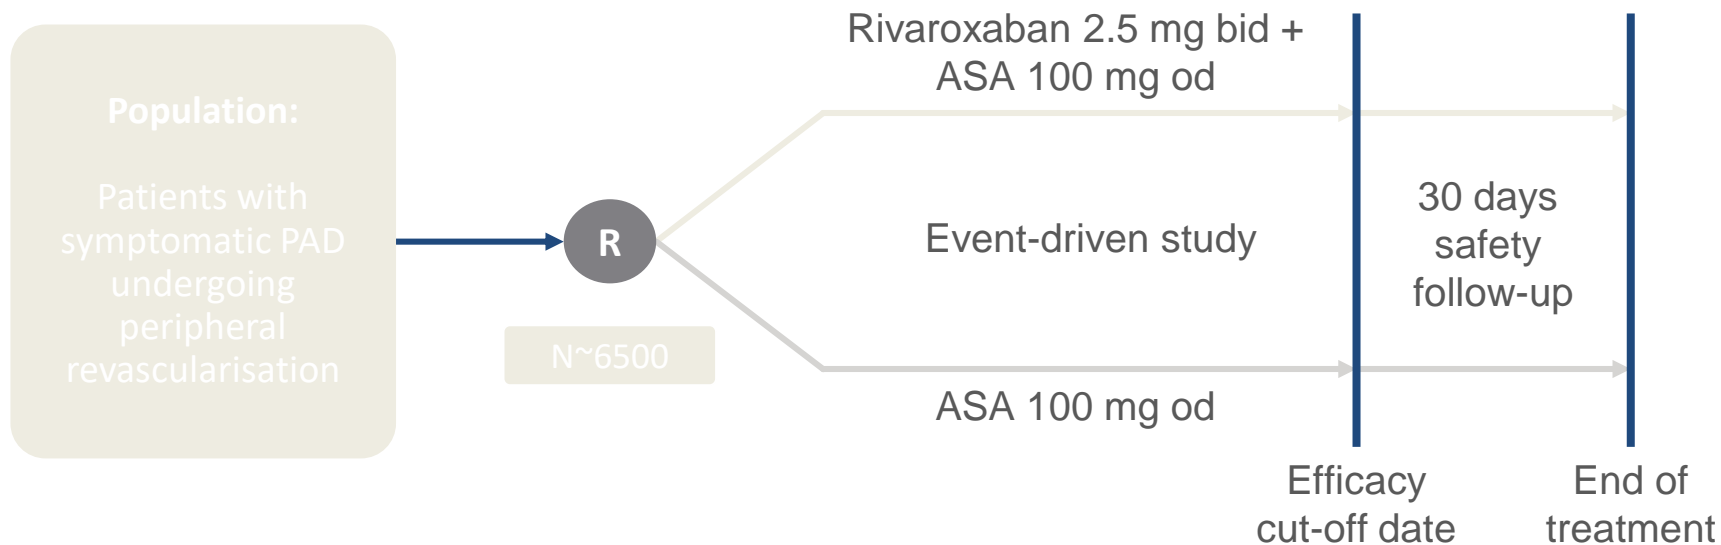 Population:
Patients with
symptomatic PAD
undergoing
peripheral
revascularisation
R
N~6500
Rivaroxaban 2.5 mg bid +
ASA 100 mg od
Event-driven study
ASA 100 mg od
30 days
safety
follow-up
Efficacy
cut-off date
End of
treatment